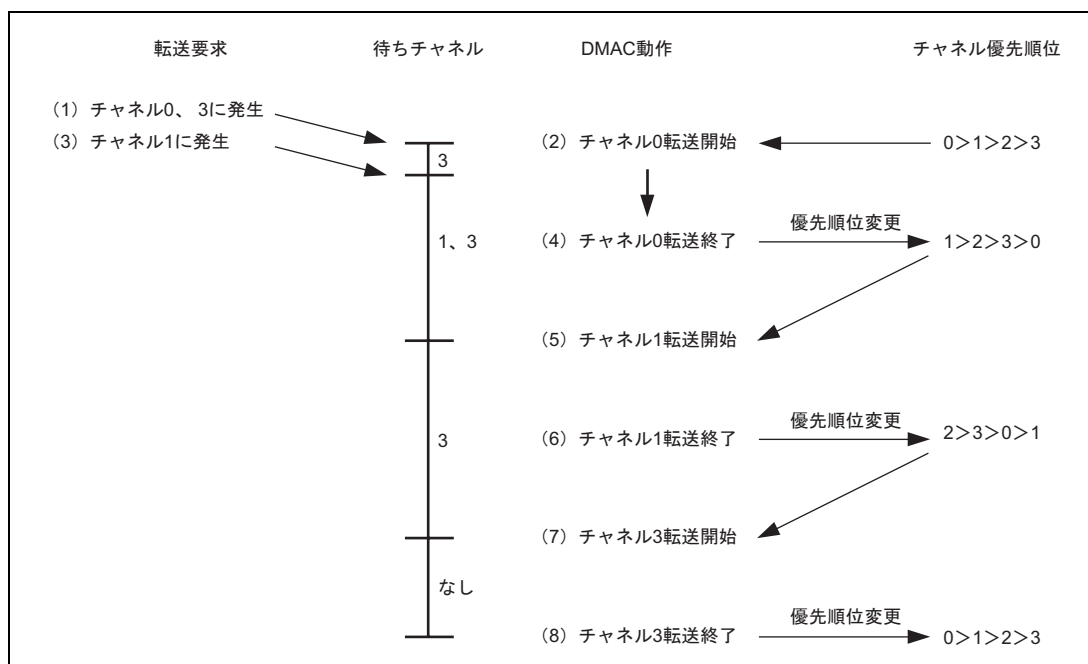 転送要求 待ちチャネル DMAC動作 チャネル優先順位
(1) チャネル0、3に発生
(3) チャネル1に発生
(2) チャネル0転送開始 0>1>2>3
3
1、3
(4) チャネル0転送終了 優先順位変更 1>2>3>0
(5) チャネル1転送開始
3
(6) チャネル1転送終了 優先順位変更 2>3>0>1
(7) チャネル3転送開始
なし
(8) チャネル3転送終了 優先順位変更 0>1>2>3